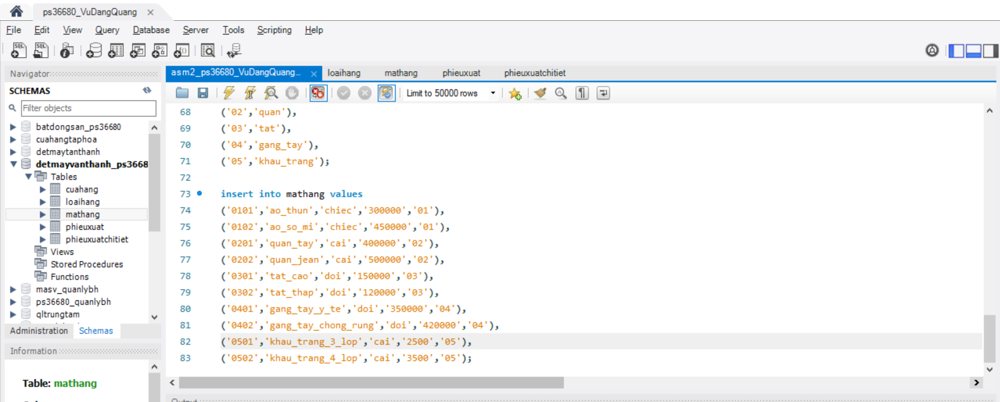 ps36680_VuDangQuang
File Edit View Query Database Server Tools Scripting Help
Navigator
SCHEMAS
Filter objects
batdongsan_ps36680
cuahangtaphoa
detmaytanthanh
detmayvanthanh_ps3668
Tables
cuahang
loaihang
mathang
phieuxuat
phieuxuatchitiet
Views
Stored Procedures
Functions
masv_quanlybh
ps36680_quanlybh
qltrungtam
Administration Schemas
Information
Table: mathang
asm2_ps36680_VuDangQuang... loaihang mathang phieuxuat phieuxuatchitiet
Limit to 50000 rows
68 ('02','quan'),
69 ('03','tat'),
70 ('04','gang_tay'),
71 ('05','khau_trang');
72
73 insert into mathang values
74 ('0101','ao_thun','chiec','300000','01'),
75 ('0102','ao_so_mi','chiec','450000','01'),
76 ('0201','quan_tay','cai','400000','02'),
77 ('0202','quan_jean','cai','500000','02'),
78 ('0301','tat_cao','doi','150000','03'),
79 ('0302','tat_thap','doi','120000','03'),
80 ('0401','gang_tay_y_te','doi','350000','04'),
81 ('0402','gang_tay_chong_rung','doi','420000','04'),
82 ('0501','khau_trang_3_lop','cai','2500','05'),
83 ('0502','khau_trang_4_lop','cai','3500','05');